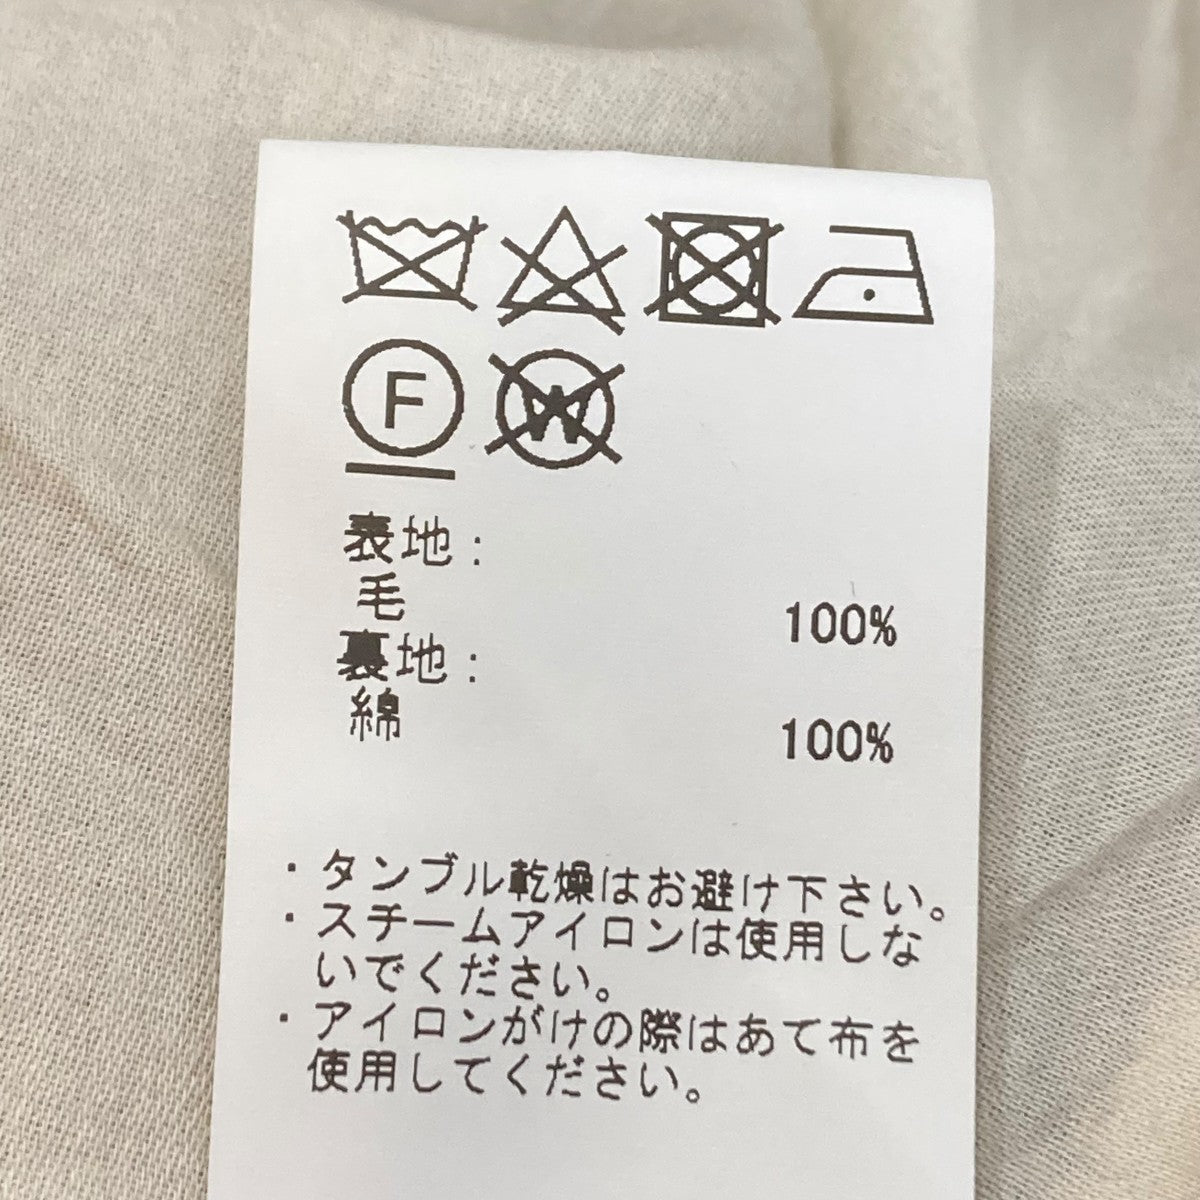 F
W
表地:
毛 100%
裏地:
綿 100%
・タンブル乾燥はお避け下さい。
・スチームアイロンは使用しな
いでください。
・アイロンがけの際はあて布を
使用してください。